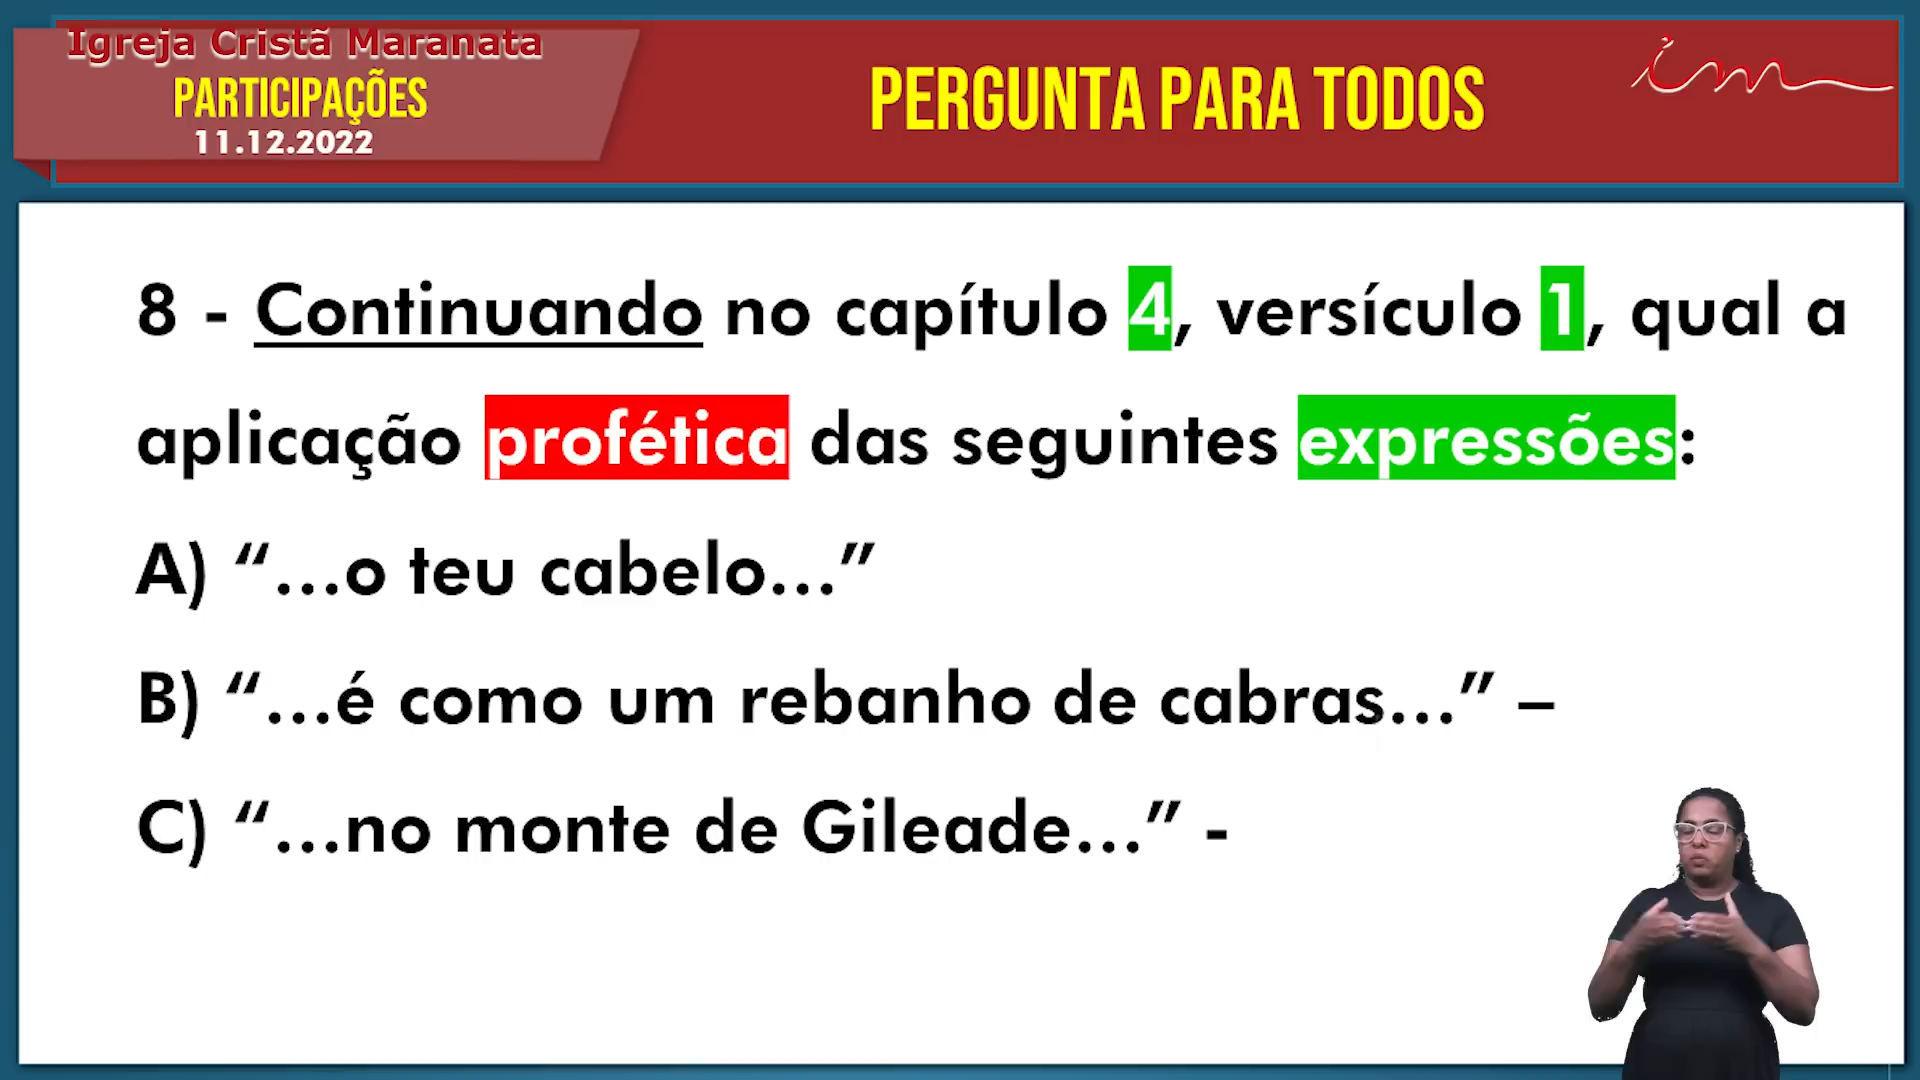 Igreja Cristã Maranata
PARTICIPAÇÕES
11.12.2022
PERGUNTA PARA TODOS
im
8 - Continuando no capítulo 4, versículo 1, qual a
aplicação profética das seguintes expressões:
A) “...o teu cabelo...”
B) “...é como um rebanho de cabras...” –
C) “...no monte de Gileade...” -